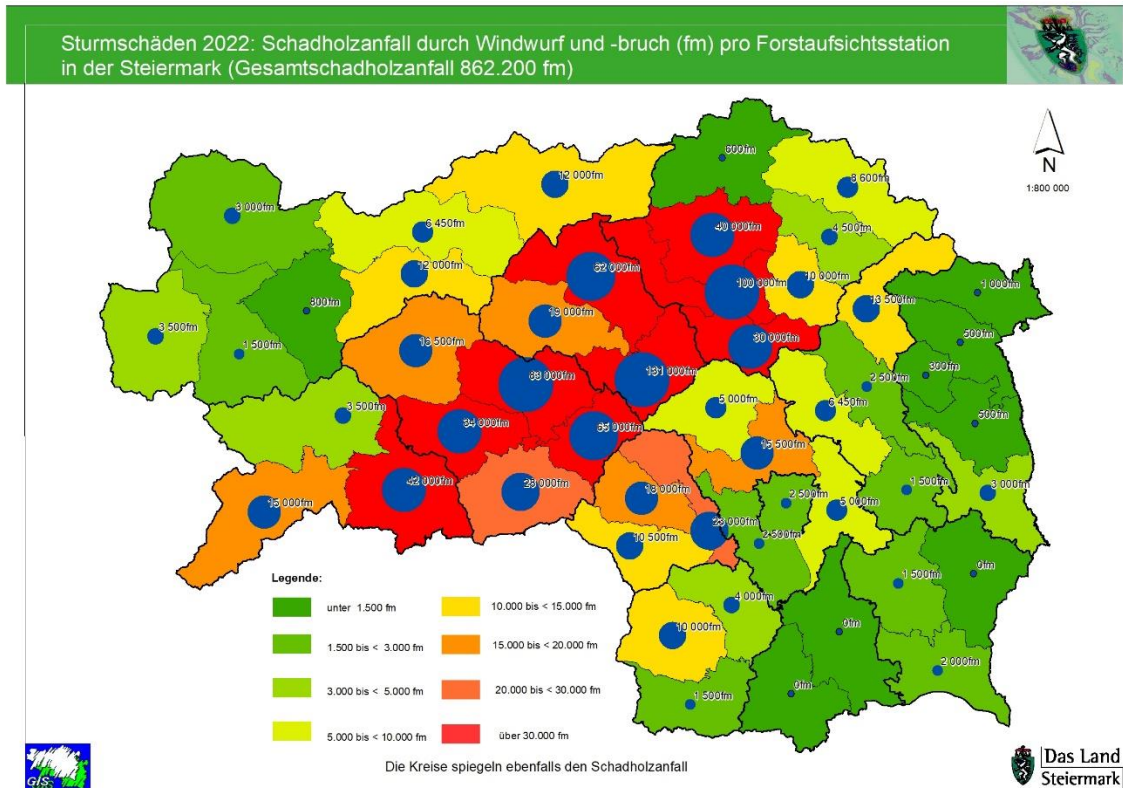 Sturmschäden 2022: Schadholzanfall durch Windwurf und -bruch (fm) pro Forstaufsichtsstation
in der Steiermark (Gesamtschadholzanfall 862.200 fm)
N
1:800 000
600fm
12 000fm
8 600fm
3 000fm
6 450fm
40 000fm
4 500fm
12 000fm
62 000fm
100 000fm
10 000fm
1 000fm
800fm
19 000fm
13 500fm
3 500fm
1 500fm
16 500fm
30 000fm
500fm
83 000fm
131 000fm
2 500fm
300fm
3 500fm
5 000fm
6 450fm
500fm
34 000fm
65 000fm
15 500fm
42 000fm
1 500fm
3 000fm
15 000fm
18 000fm
2 500fm
5 000fm
23 000fm
10 500fm
2 500fm
0fm
1 500fm
4 000fm
10 000fm
0fm
2 000fm
1 500fm
0fm
Legende:
unter 1.500 fm
10.000 bis < 15.000 fm
1.500 bis < 3.000 fm
15.000 bis < 20.000 fm
3.000 bis < 5.000 fm
20.000 bis < 30.000 fm
5.000 bis < 10.000 fm
über 30.000 fm
Die Kreise spiegeln ebenfalls den Schadholzanfall
GIS
Das Land
Steiermark